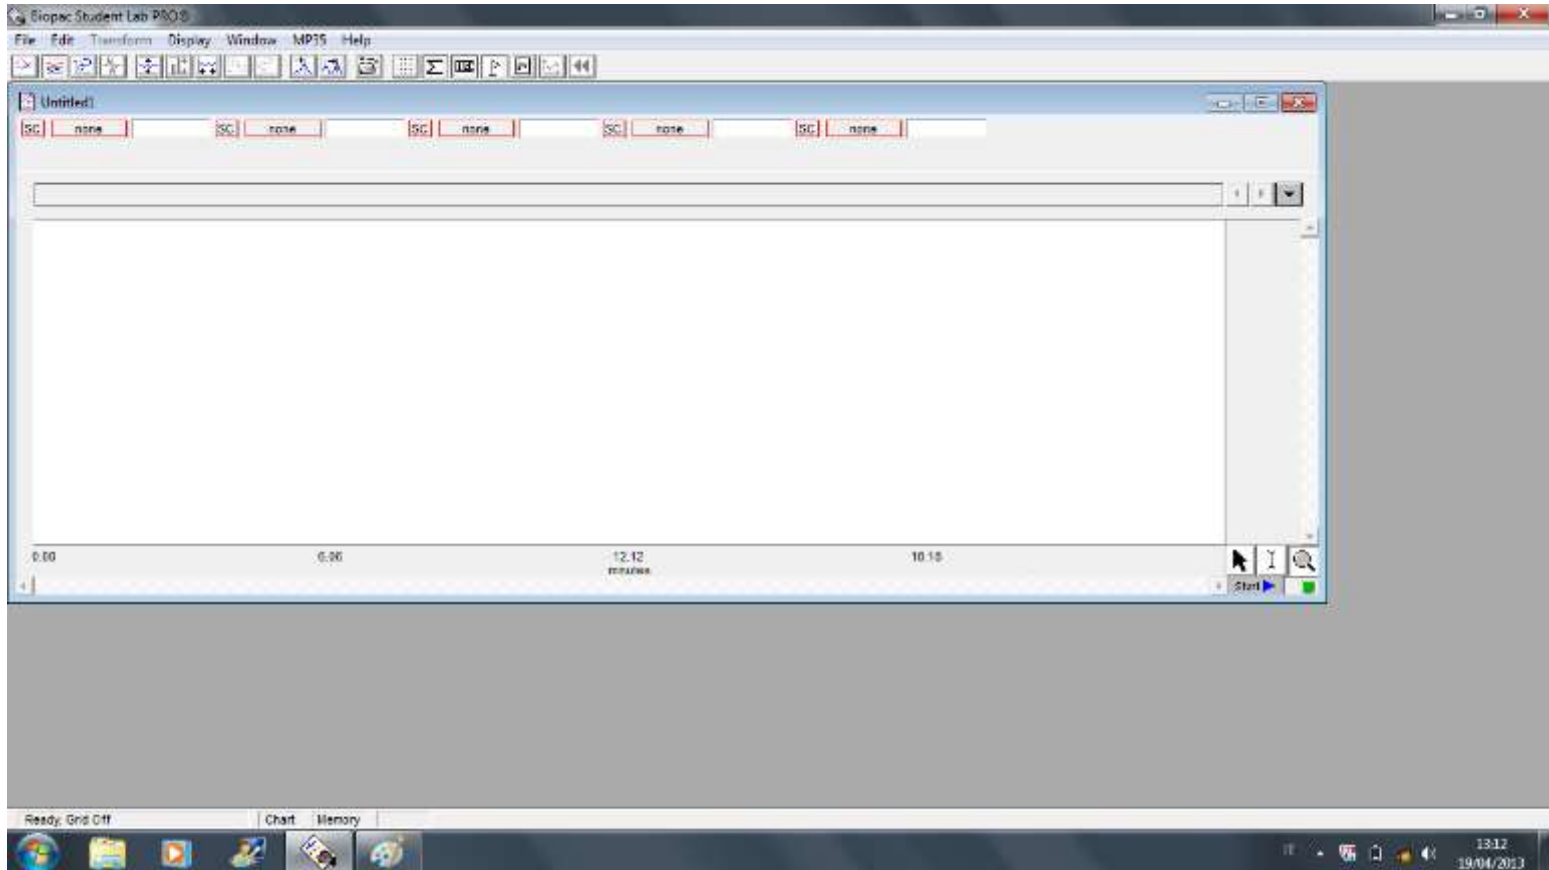 Biopac Student Lab PRO®
File Edit Transform Display Window MP35 Help
Untitled1
SC none SC none SC none SC none SC none
0.00 6.06 12.12 18.18
minutes
Start
Ready, Grid Off Chart Memory
IT 13:12
19/04/2013